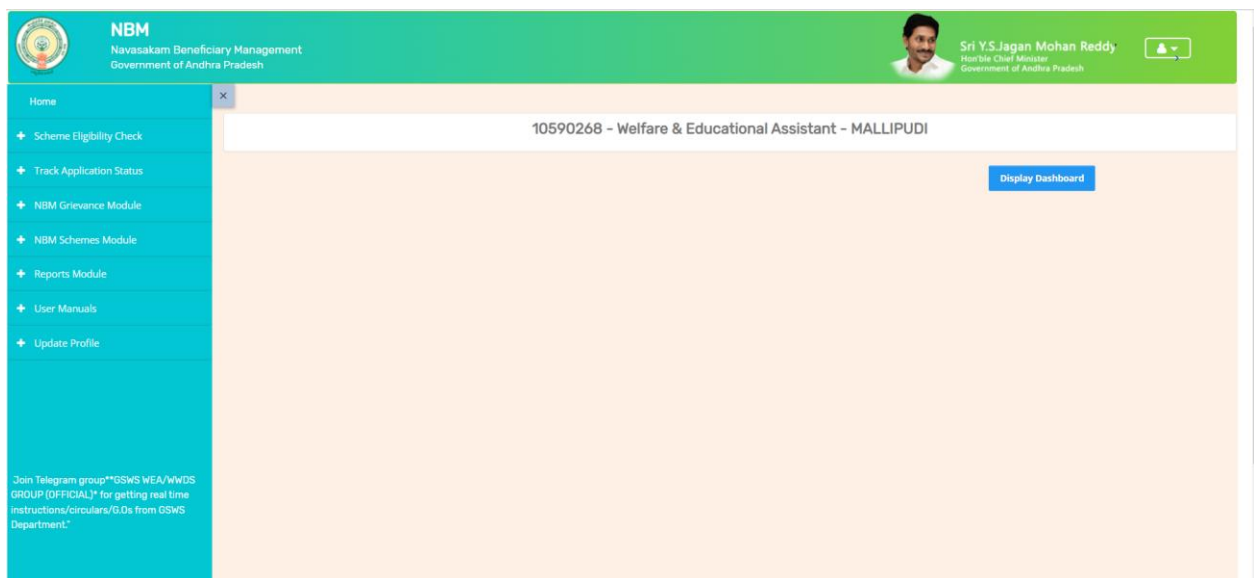 NBM
Navasakam Beneficiary Management
Government of Andhra Pradesh
Sri Y.S.Jagan Mohan Reddy
Hon'ble Chief Minister
Government of Andhra Pradesh
Home
×
10590268 - Welfare & Educational Assistant - MALLIPUDI
Scheme Eligibility Check
Track Application Status
Display Dashboard
NBM Grievance Module
NBM Schemes Module
Reports Module
User Manuals
Update Profile
Join Telegram group**GSWS WEA/WWDS
GROUP (OFFICIAL)* for getting real time
instructions/circulars/G.Os from GSWS
Department."